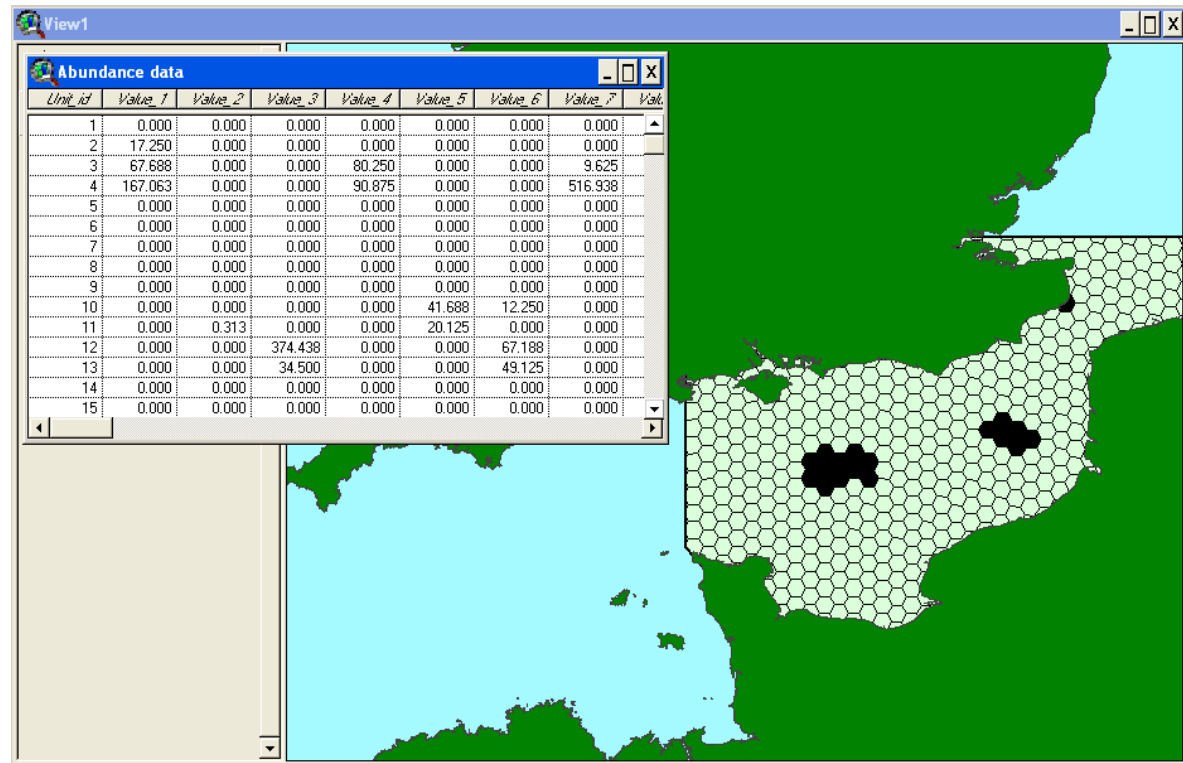 View1
Abundance data
Unit_id Value_1 Value_2 Value_3 Value_4 Value_5 Value_6 Value_7 Val
1 0.000 0.000 0.000 0.000 0.000 0.000 0.000
2 17.250 0.000 0.000 0.000 0.000 0.000 0.000
3 67.688 0.000 0.000 80.250 0.000 0.000 9.625
4 167.063 0.000 0.000 90.875 0.000 0.000 516.938
5 0.000 0.000 0.000 0.000 0.000 0.000 0.000
6 0.000 0.000 0.000 0.000 0.000 0.000 0.000
7 0.000 0.000 0.000 0.000 0.000 0.000 0.000
8 0.000 0.000 0.000 0.000 0.000 0.000 0.000
9 0.000 0.000 0.000 0.000 0.000 0.000 0.000
10 0.000 0.000 0.000 0.000 41.688 12.250 0.000
11 0.000 0.313 0.000 0.000 20.125 0.000 0.000
12 0.000 0.000 374.438 0.000 0.000 67.188 0.000
13 0.000 0.000 34.500 0.000 0.000 49.125 0.000
14 0.000 0.000 0.000 0.000 0.000 0.000 0.000
15 0.000 0.000 0.000 0.000 0.000 0.000 0.000